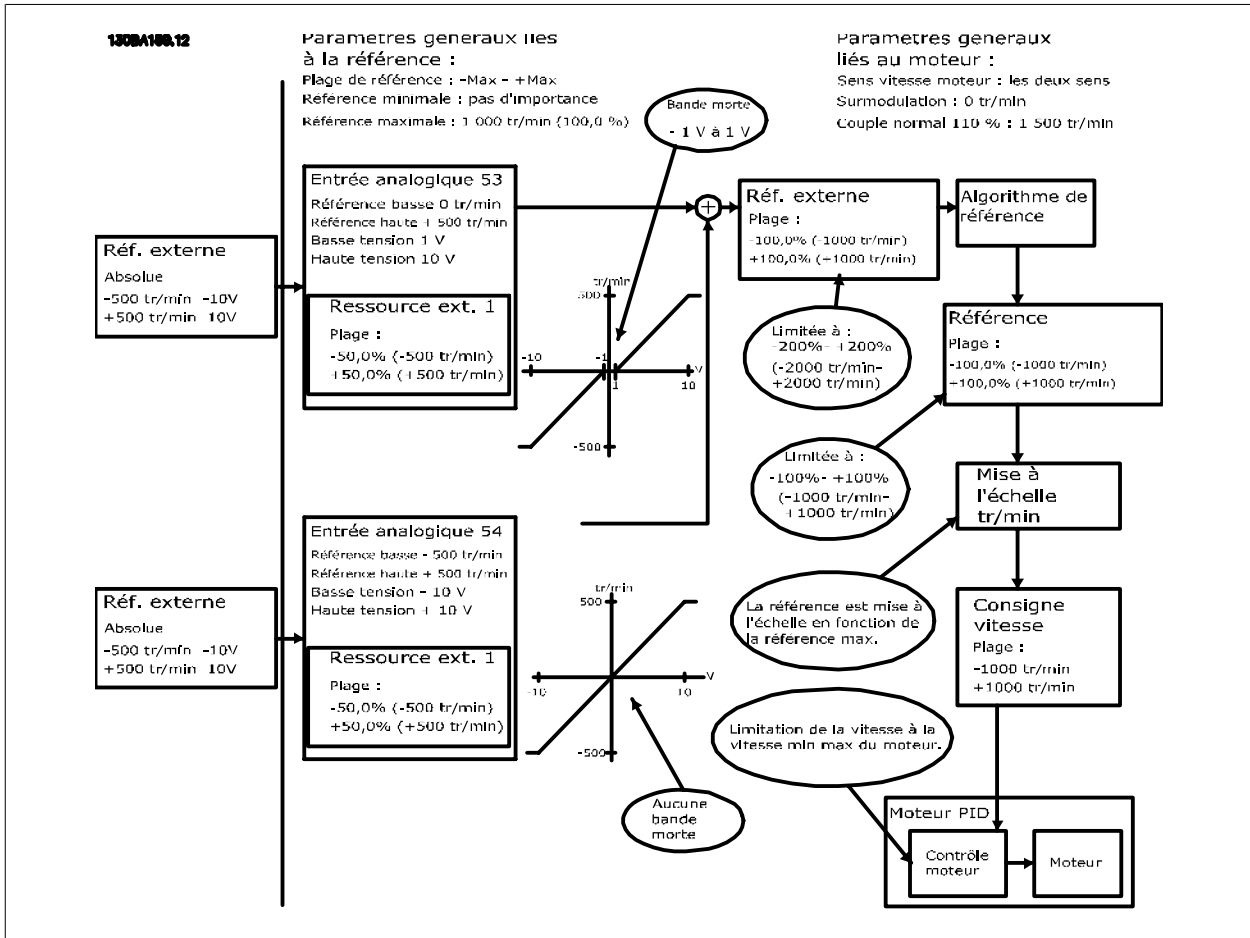 130BA189.12
Parametres generaux lies
à la référence :
Plage de référence : -Max - +Max
Référence minimale : pas d'importance
Référence maximale : 1 000 tr/min (100,0 %)
Parametres generaux
liés au moteur :
Sens vitesse moteur : les deux sens
Surmodulation : 0 tr/min
Couple normal 110 % : 1 500 tr/min
Bande morte
- 1 V à 1 V
Réf. externe
Absolue
-500 tr/min -10V
+500 tr/min 10V
Entrée analogique 53
Référence basse 0 tr/min
Référence haute + 500 tr/min
Basse tension 1 V
Haute tension 10 V
Ressource ext. 1
Plage :
-50,0% (-500 tr/min)
+50,0% (+500 tr/min)
tr/min
500
-10
-1
V
1
10
-500
+
Réf. externe
Plage :
-100,0% (-1000 tr/min)
+100,0% (+1000 tr/min)
Algorithme de
référence
Limitée à :
-200%- +200%
(-2000 tr/min-
+2000 tr/min)
Référence
Plage :
-100,0% (-1000 tr/min)
+100,0% (+1000 tr/min)
Limitée à :
-100%- +100%
(-1000 tr/min-
+1000 tr/min)
Mise à
l'échelle
tr/min
Réf. externe
Absolue
-500 tr/min -10V
+500 tr/min 10V
Entrée analogique 54
Référence basse - 500 tr/min
Référence haute + 500 tr/min
Basse tension - 10 V
Haute tension + 10 V
Ressource ext. 1
Plage :
-50,0% (-500 tr/min)
+50,0% (+500 tr/min)
tr/min
500
-10
10
V
-500
La référence est mise à
l'échelle en fonction de
la référence max.
Consigne
vitesse
Plage :
-1000 tr/min
+1000 tr/min
Limitation de la vitesse à la
vitesse min max du moteur.
Aucune
bande
morte
Moteur PID
Contrôle
moteur
Moteur